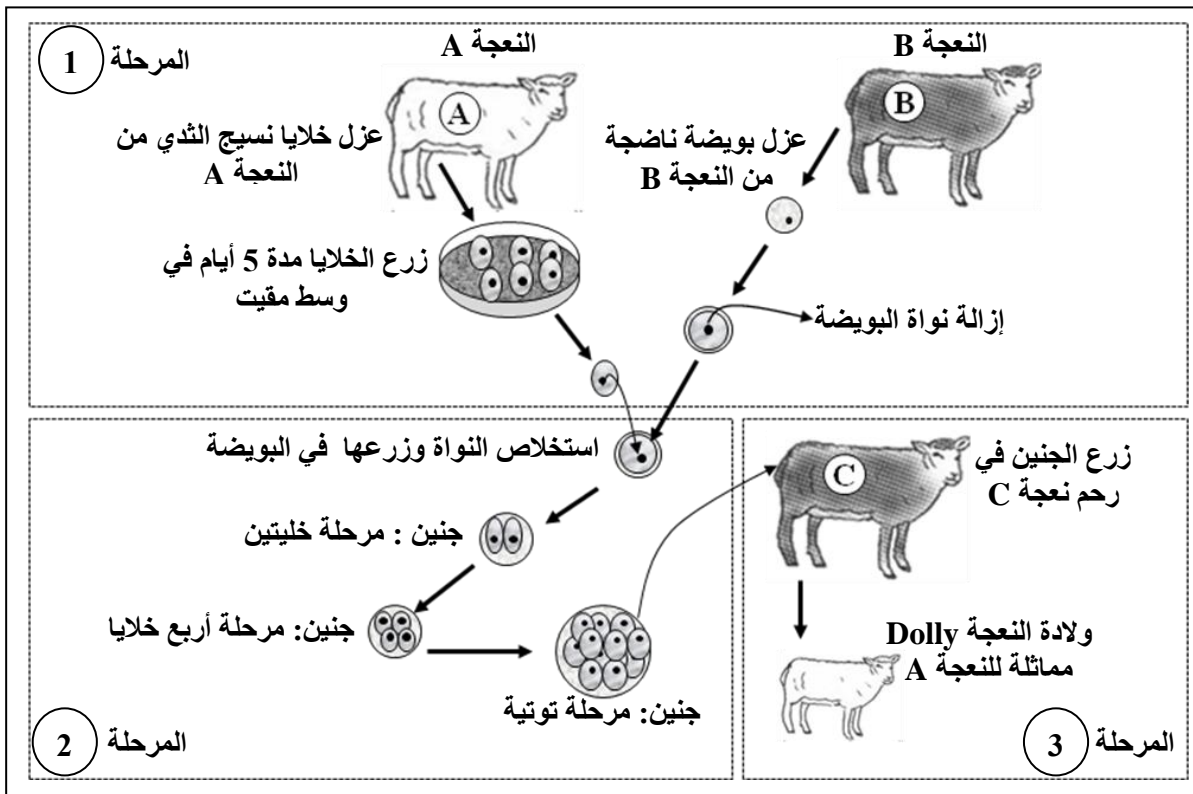 المرحلة 1
النعجة A
النعجة B
A
B
عزل خلايا نسيج الثدي من
النعجة A
عزل بويضة ناضجة
من النعجة B
زرع الخلايا مدة 5 أيام في
وسط مقيت
إزالة نواة البويضة
استخلاص النواة وزرعها في البويضة
جنين : مرحلة خليتين
جنين: مرحلة أربع خلايا
جنين: مرحلة توتية
المرحلة 2
زرع الجنين في
رحم نعجة C
C
ولادة النعجة Dolly
مماثلة للنعجة A
المرحلة 3